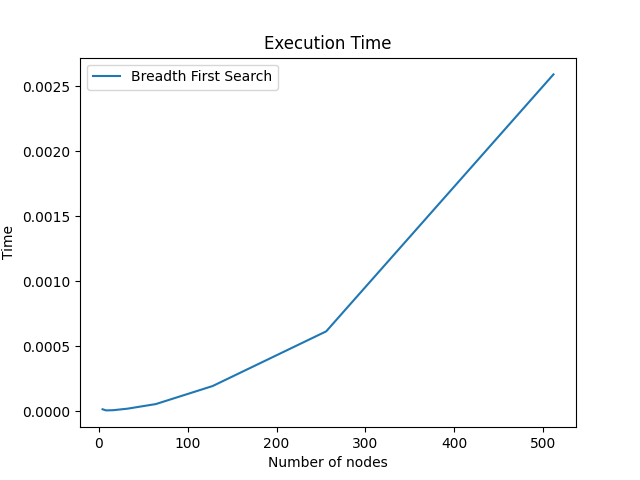 Execution Time
Breadth First Search
0.0025
0.0020
0.0015
0.0010
0.0005
0.0000
Time
0 100 200 300 400 500
Number of nodes